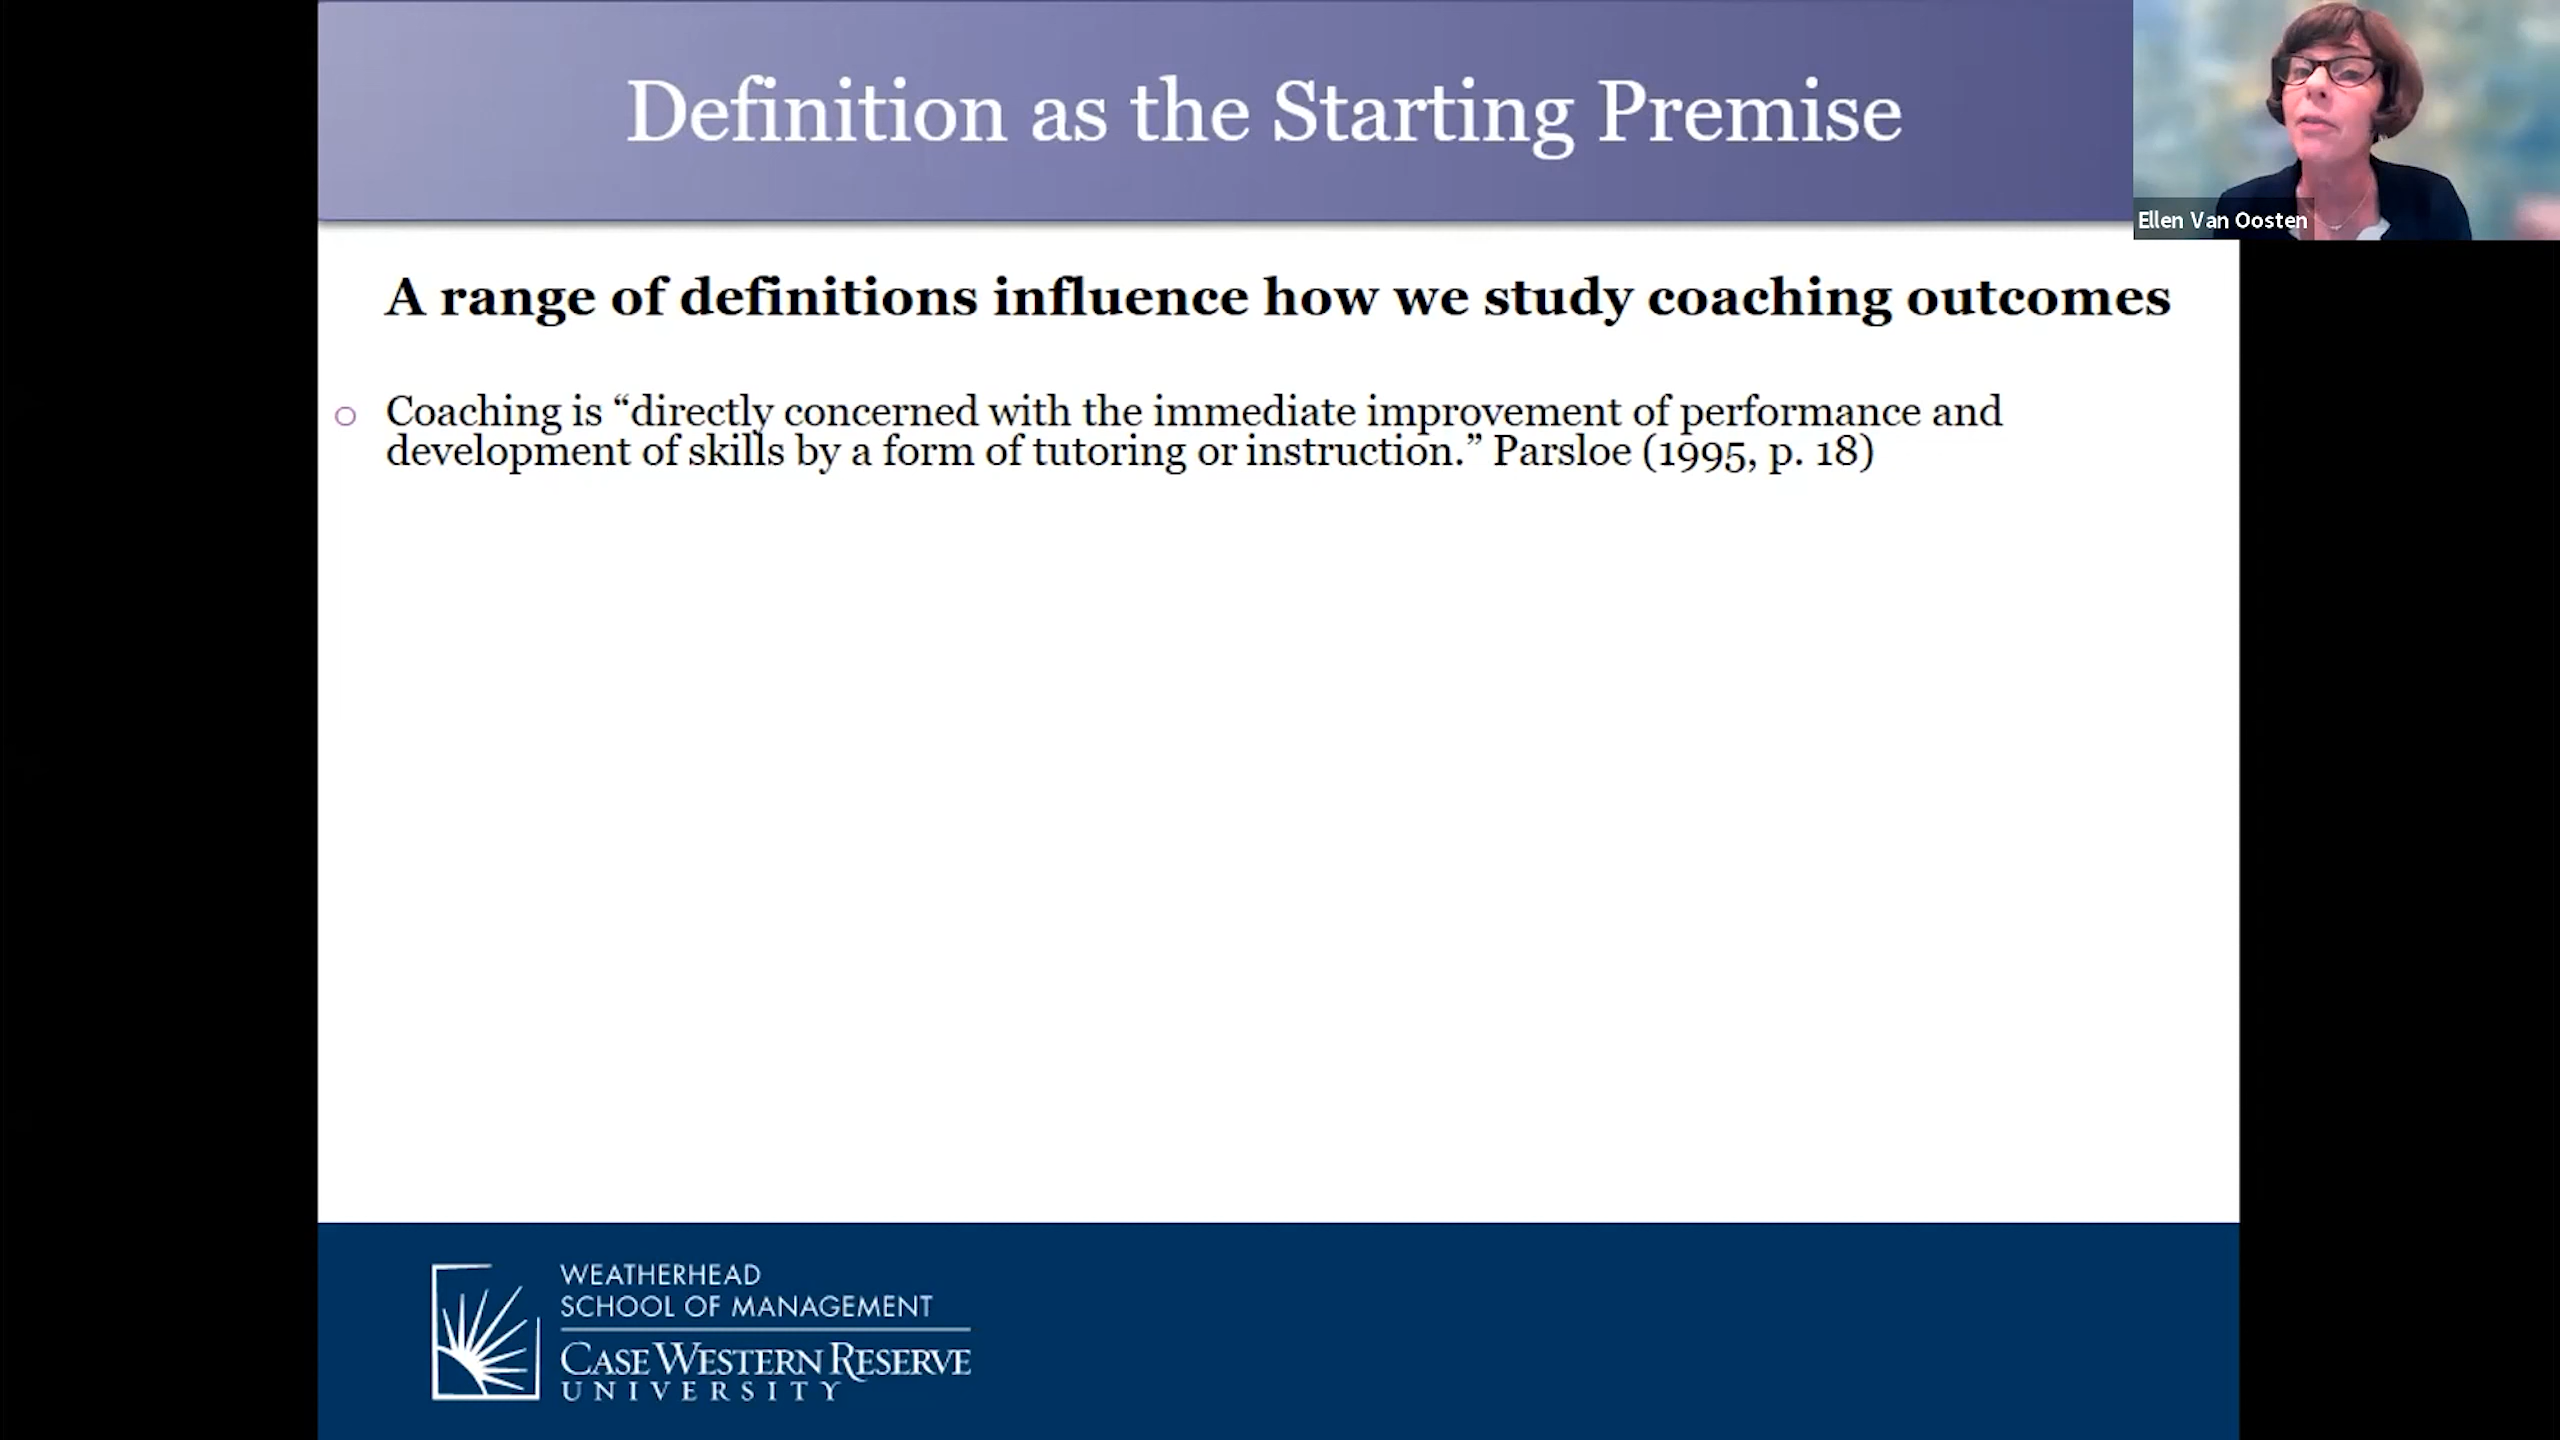 Definition as the Starting Premise
Ellen Van Oosten
A range of definitions influence how we study coaching outcomes
Coaching is “directly concerned with the immediate improvement of performance and
development of skills by a form of tutoring or instruction.” Parsloe (1995, p. 18)
WEATHERHEAD
SCHOOL OF MANAGEMENT
CASE WESTERN RESERVE
UNIVERSITY